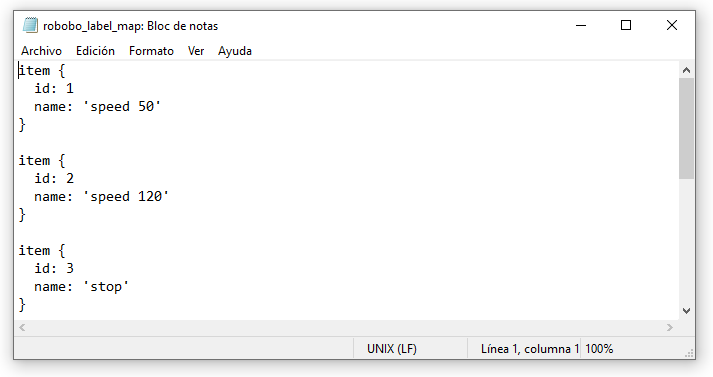 robobo_label_map: Bloc de notas
Archivo Edición Formato Ver Ayuda
item {
  id: 1
  name: 'speed 50'
}

item {
  id: 2
  name: 'speed 120'
}

item {
  id: 3
  name: 'stop'
}
UNIX (LF) Línea 1, columna 1 100%